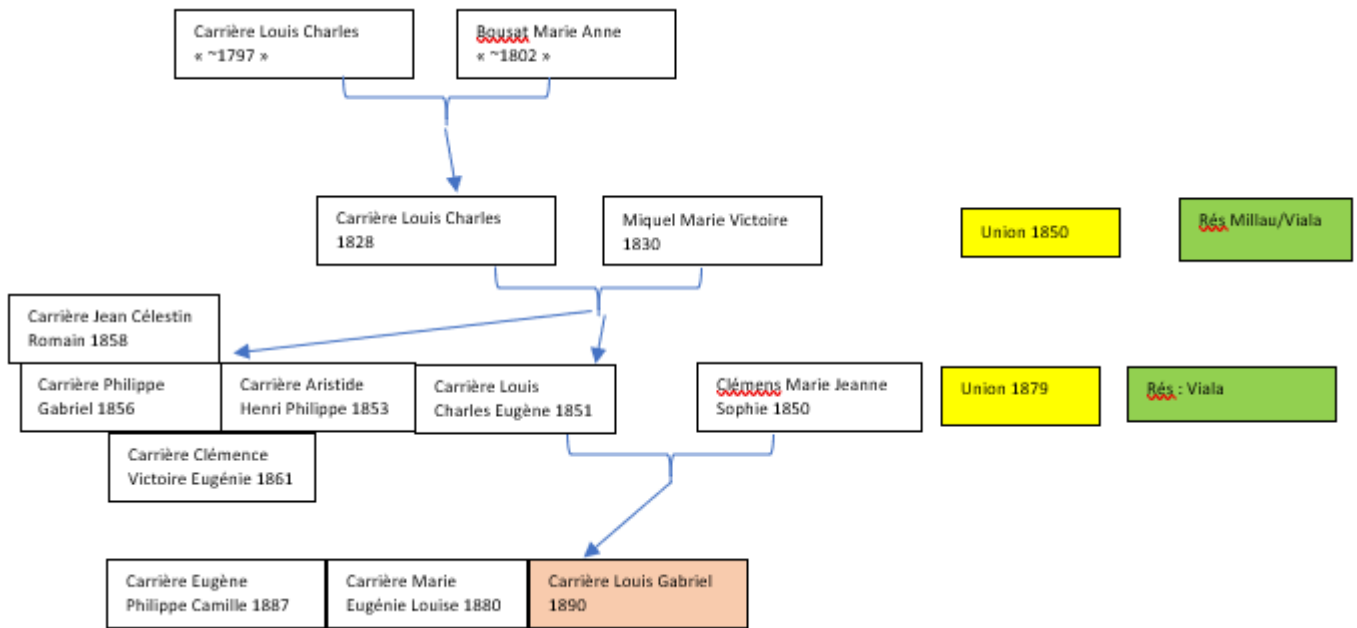 Carrière Louis Charles
« ~1797 »
Bousat Marie Anne
« ~1802 »
Carrière Louis Charles
1828
Miquel Marie Victoire
1830
Union 1850
Rés Millau/Viala
Carrière Jean Célestin
Romain 1858
Carrière Philippe
Gabriel 1856
Carrière Aristide
Henri Philippe 1853
Carrière Louis
Charles Eugène 1851
Clémens Marie Jeanne
Sophie 1850
Union 1879
Rés : Viala
Carrière Clémence
Victoire Eugénie 1861
Carrière Eugène
Philippe Camille 1887
Carrière Marie
Eugénie Louise 1880
Carrière Louis Gabriel
1890